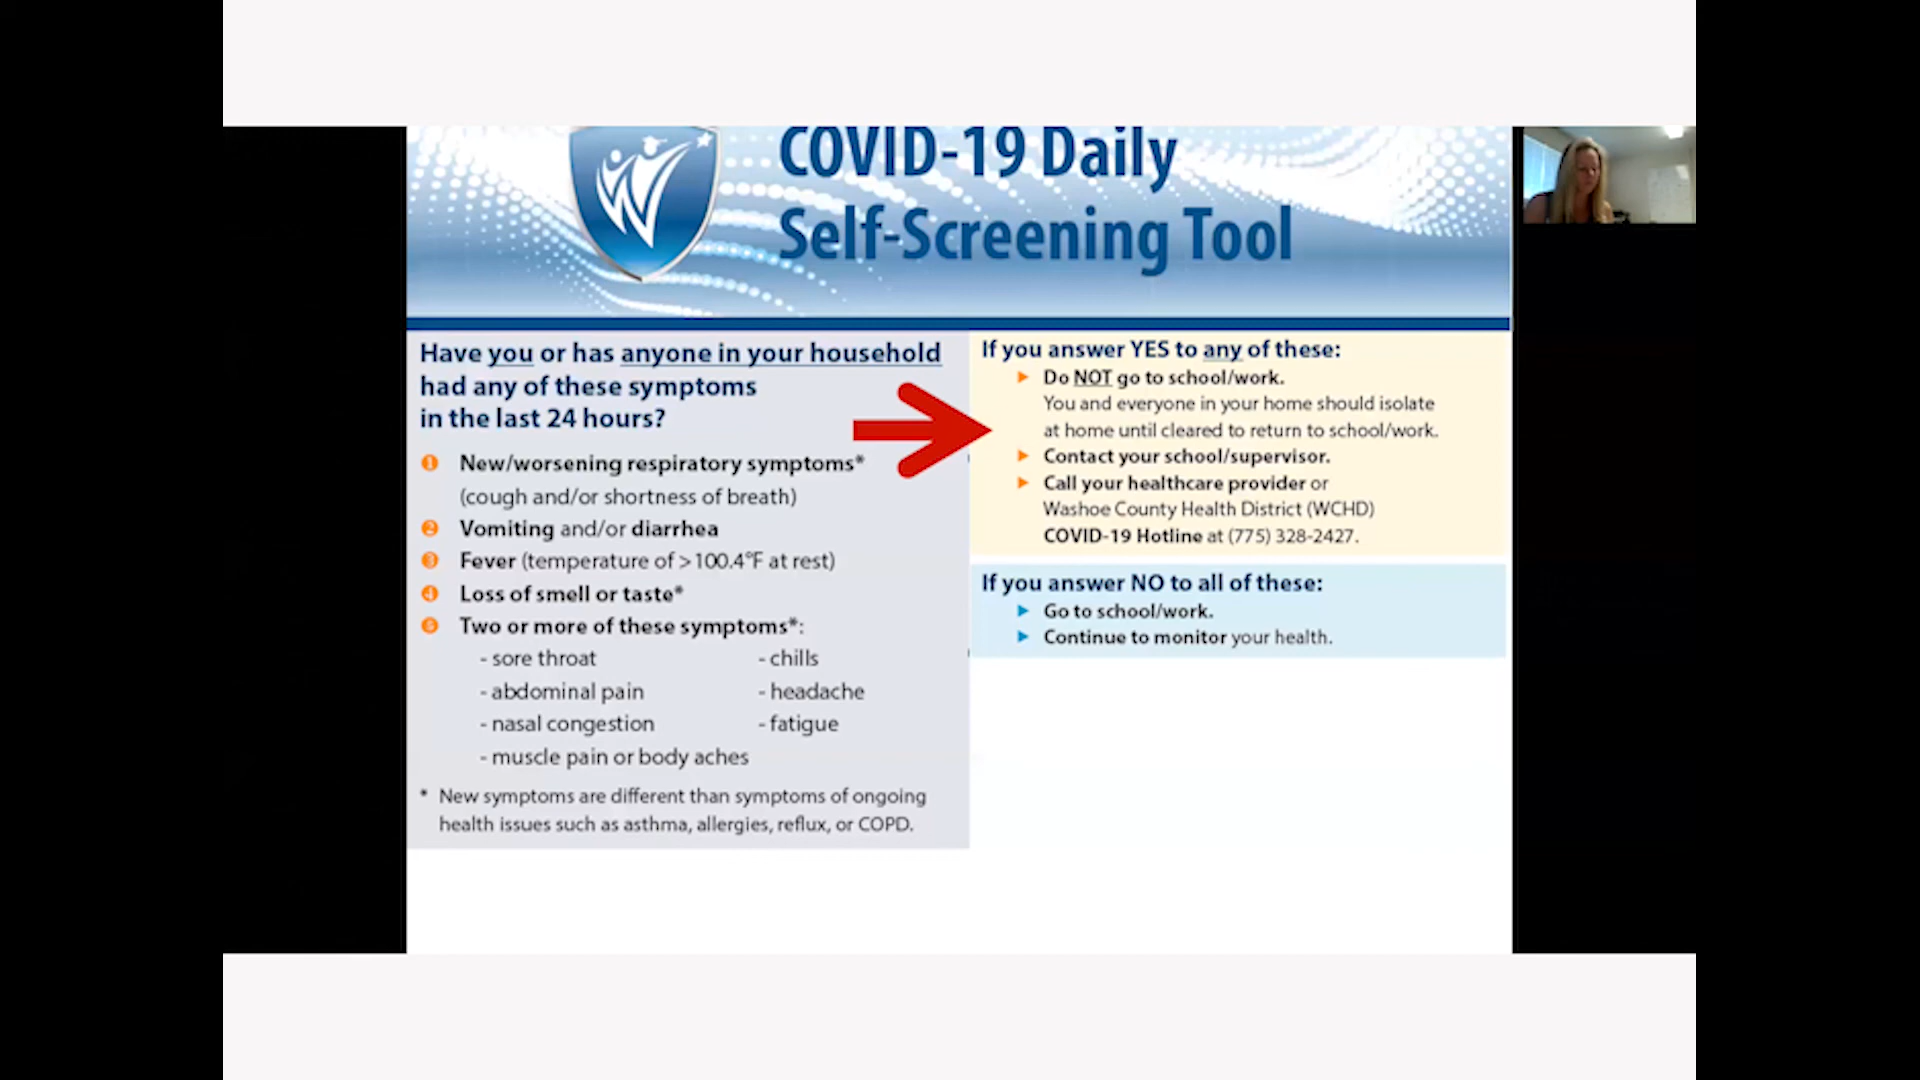 COVID-19 Daily
Self-Screening Tool
Have you or has anyone in your household
had any of these symptoms
in the last 24 hours?
1 New/worsening respiratory symptoms*
(cough and/or shortness of breath)
2 Vomiting and/or diarrhea
3 Fever (temperature of >100.4°F at rest)
4 Loss of smell or taste*
5 Two or more of these symptoms*:
- sore throat - chills
- abdominal pain - headache
- nasal congestion - fatigue
- muscle pain or body aches
* New symptoms are different than symptoms of ongoing
health issues such as asthma, allergies, reflux, or COPD.
If you answer YES to any of these:
Do NOT go to school/work.
You and everyone in your home should isolate
at home until cleared to return to school/work.
Contact your school/supervisor.
Call your healthcare provider or
Washoe County Health District (WCHD)
COVID-19 Hotline at (775) 328-2427.
If you answer NO to all of these:
Go to school/work.
Continue to monitor your health.